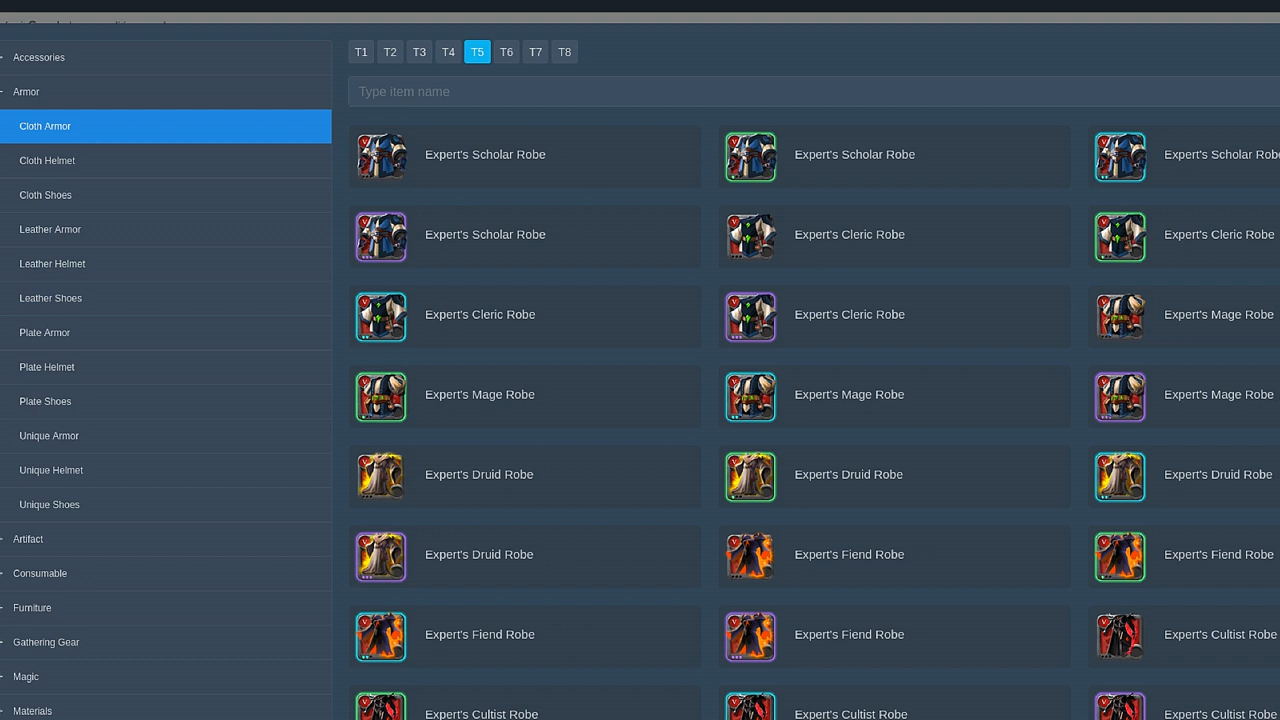 Accessories
Armor
Cloth Armor
Cloth Helmet
Cloth Shoes
Leather Armor
Leather Helmet
Leather Shoes
Plate Armor
Plate Helmet
Plate Shoes
Unique Armor
Unique Helmet
Unique Shoes
Artifact
Consumable
Furniture
Gathering Gear
Magic
Materials
T1 T2 T3 T4 T5 T6 T7 T8
Type item name
Expert's Scholar Robe Expert's Scholar Robe Expert's Scholar
Expert's Scholar Robe Expert's Cleric Robe Expert's Cleric Robe
Expert's Cleric Robe Expert's Cleric Robe Expert's Mage Robe
Expert's Mage Robe Expert's Mage Robe Expert's Mage Robe
Expert's Druid Robe Expert's Druid Robe Expert's Druid Robe
Expert's Druid Robe Expert's Fiend Robe Expert's Fiend Robe
Expert's Fiend Robe Expert's Fiend Robe Expert's Cultist Robe
Expert's Cultist Robe Expert's Cultist Robe Expert's Cultist Robe